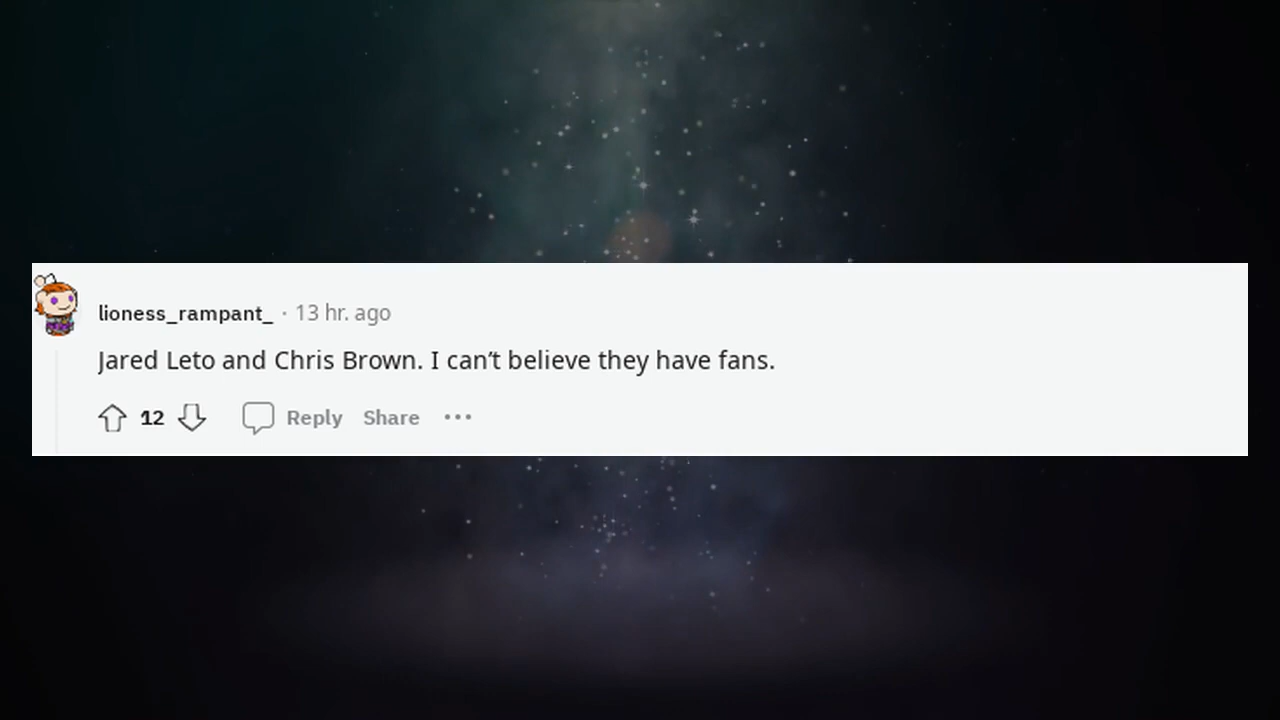 lioness_rampant_ · 13 hr. ago
Jared Leto and Chris Brown. I can't believe they have fans.
12 Reply Share ···